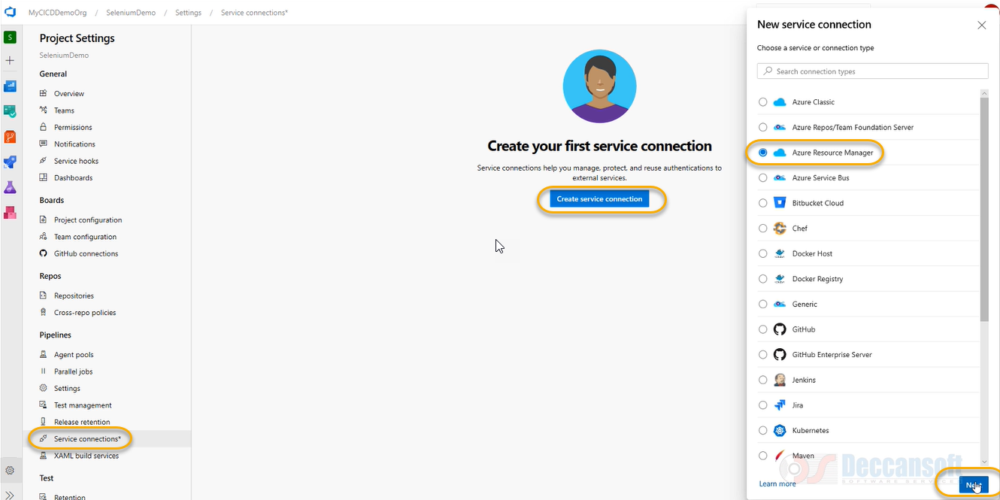 MyCICDDemoOrg / SeleniumDemo / Settings / Service connections*
S
Project Settings
SeleniumDemo
General
Overview
Teams
Permissions
Notifications
Service hooks
Dashboards
Boards
Project configuration
Team configuration
GitHub connections
Repos
Repositories
Cross-repo policies
Pipelines
Agent pools
Parallel jobs
Settings
Test management
Release retention
Service connections*
XAML build services
Test
Retention
Create your first service connection
Service connections help you manage, protect, and reuse authentications to
external services.
Create service connection
New service connection
Choose a service or connection type
Search connection types
Azure Classic
Azure Repos/Team Foundation Server
Azure Resource Manager
Azure Service Bus
Bitbucket Cloud
Chef
Docker Host
Docker Registry
Generic
GitHub
GitHub Enterprise Server
Jenkins
Jira
Kubernetes
Maven
Deccansoft
SOFTWARE SERVICES
Learn more
Next